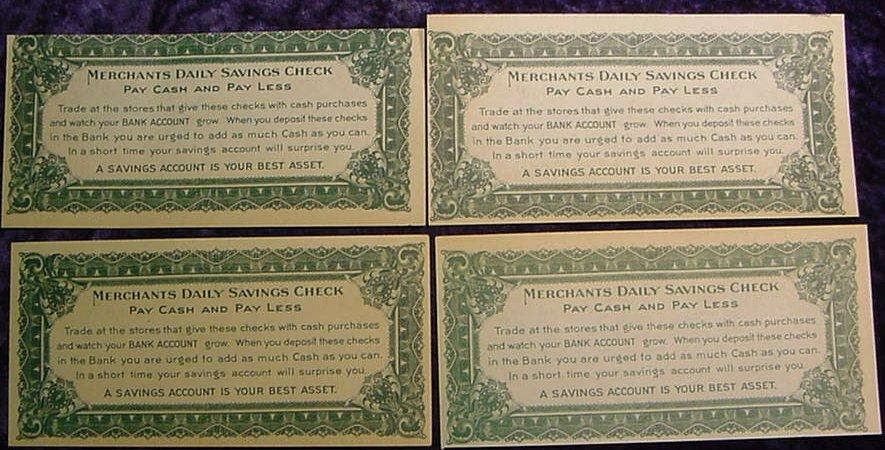 MERCHANTS DAILY SAVINGS CHECK
PAY CASH AND PAY LESS
Trade at the stores that give these checks with cash purchases
and watch your BANK ACCOUNT grow. When you deposit these checks
in the Bank you are urged to add as much Cash as you can.
In a short time your savings account will surprise you.
A SAVINGS ACCOUNT IS YOUR BEST ASSET.
MERCHANTS DAILY SAVINGS CHECK
PAY CASH AND PAY LESS
Trade at the stores that give these checks with cash purchases
and watch your BANK ACCOUNT grow. When you deposit these checks
in the Bank you are urged to add as much Cash as you can.
In a short time your savings account will surprise you.
A SAVINGS ACCOUNT IS YOUR BEST ASSET.
MERCHANTS DAILY SAVINGS CHECK
PAY CASH AND PAY LESS
Trade at the stores that give these checks with cash purchases
and watch your BANK ACCOUNT grow. When you deposit these checks
in the Bank you are urged to add as much Cash as you can.
In a short time your savings account will surprise you.
A SAVINGS ACCOUNT IS YOUR BEST ASSET.
MERCHANTS DAILY SAVINGS CHECK
PAY CASH AND PAY LESS
Trade at the stores that give these checks with cash purchases
and watch your BANK ACCOUNT grow. When you deposit these checks
in the Bank you are urged to add as much Cash as you can.
In a short time your savings account will surprise you.
A SAVINGS ACCOUNT IS YOUR BEST ASSET.